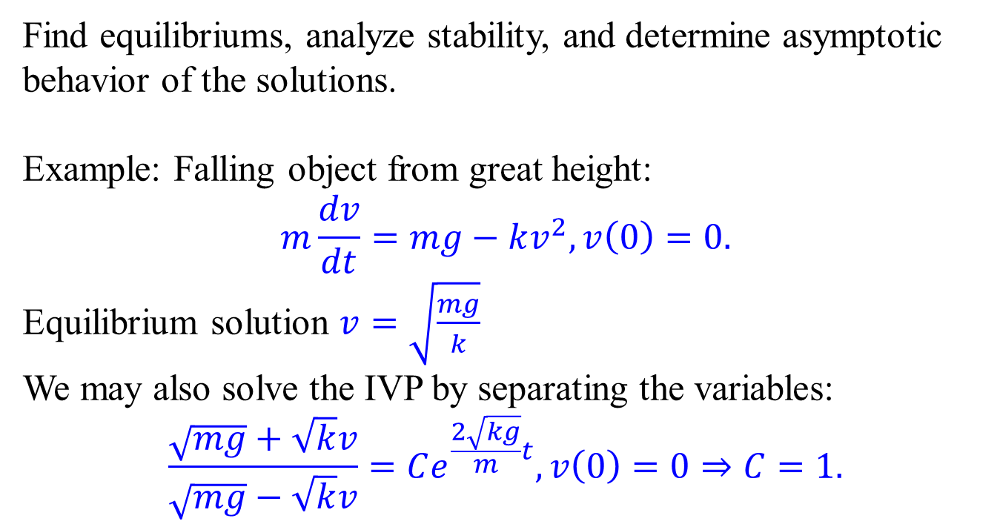 Find equilibriums, analyze stability, and determine asymptotic
behavior of the solutions.
Example: Falling object from great height:
$m\frac{dv}{dt} = mg - kv^2, v(0) = 0.$
Equilibrium solution $v = \sqrt{\frac{mg}{k}}$
We may also solve the IVP by separating the variables:
$\frac{\sqrt{mg} + \sqrt{k}v}{\sqrt{mg} - \sqrt{k}v} = Ce^{\frac{2\sqrt{kg}}{m}t}, v(0) = 0 \Rightarrow C = 1.$